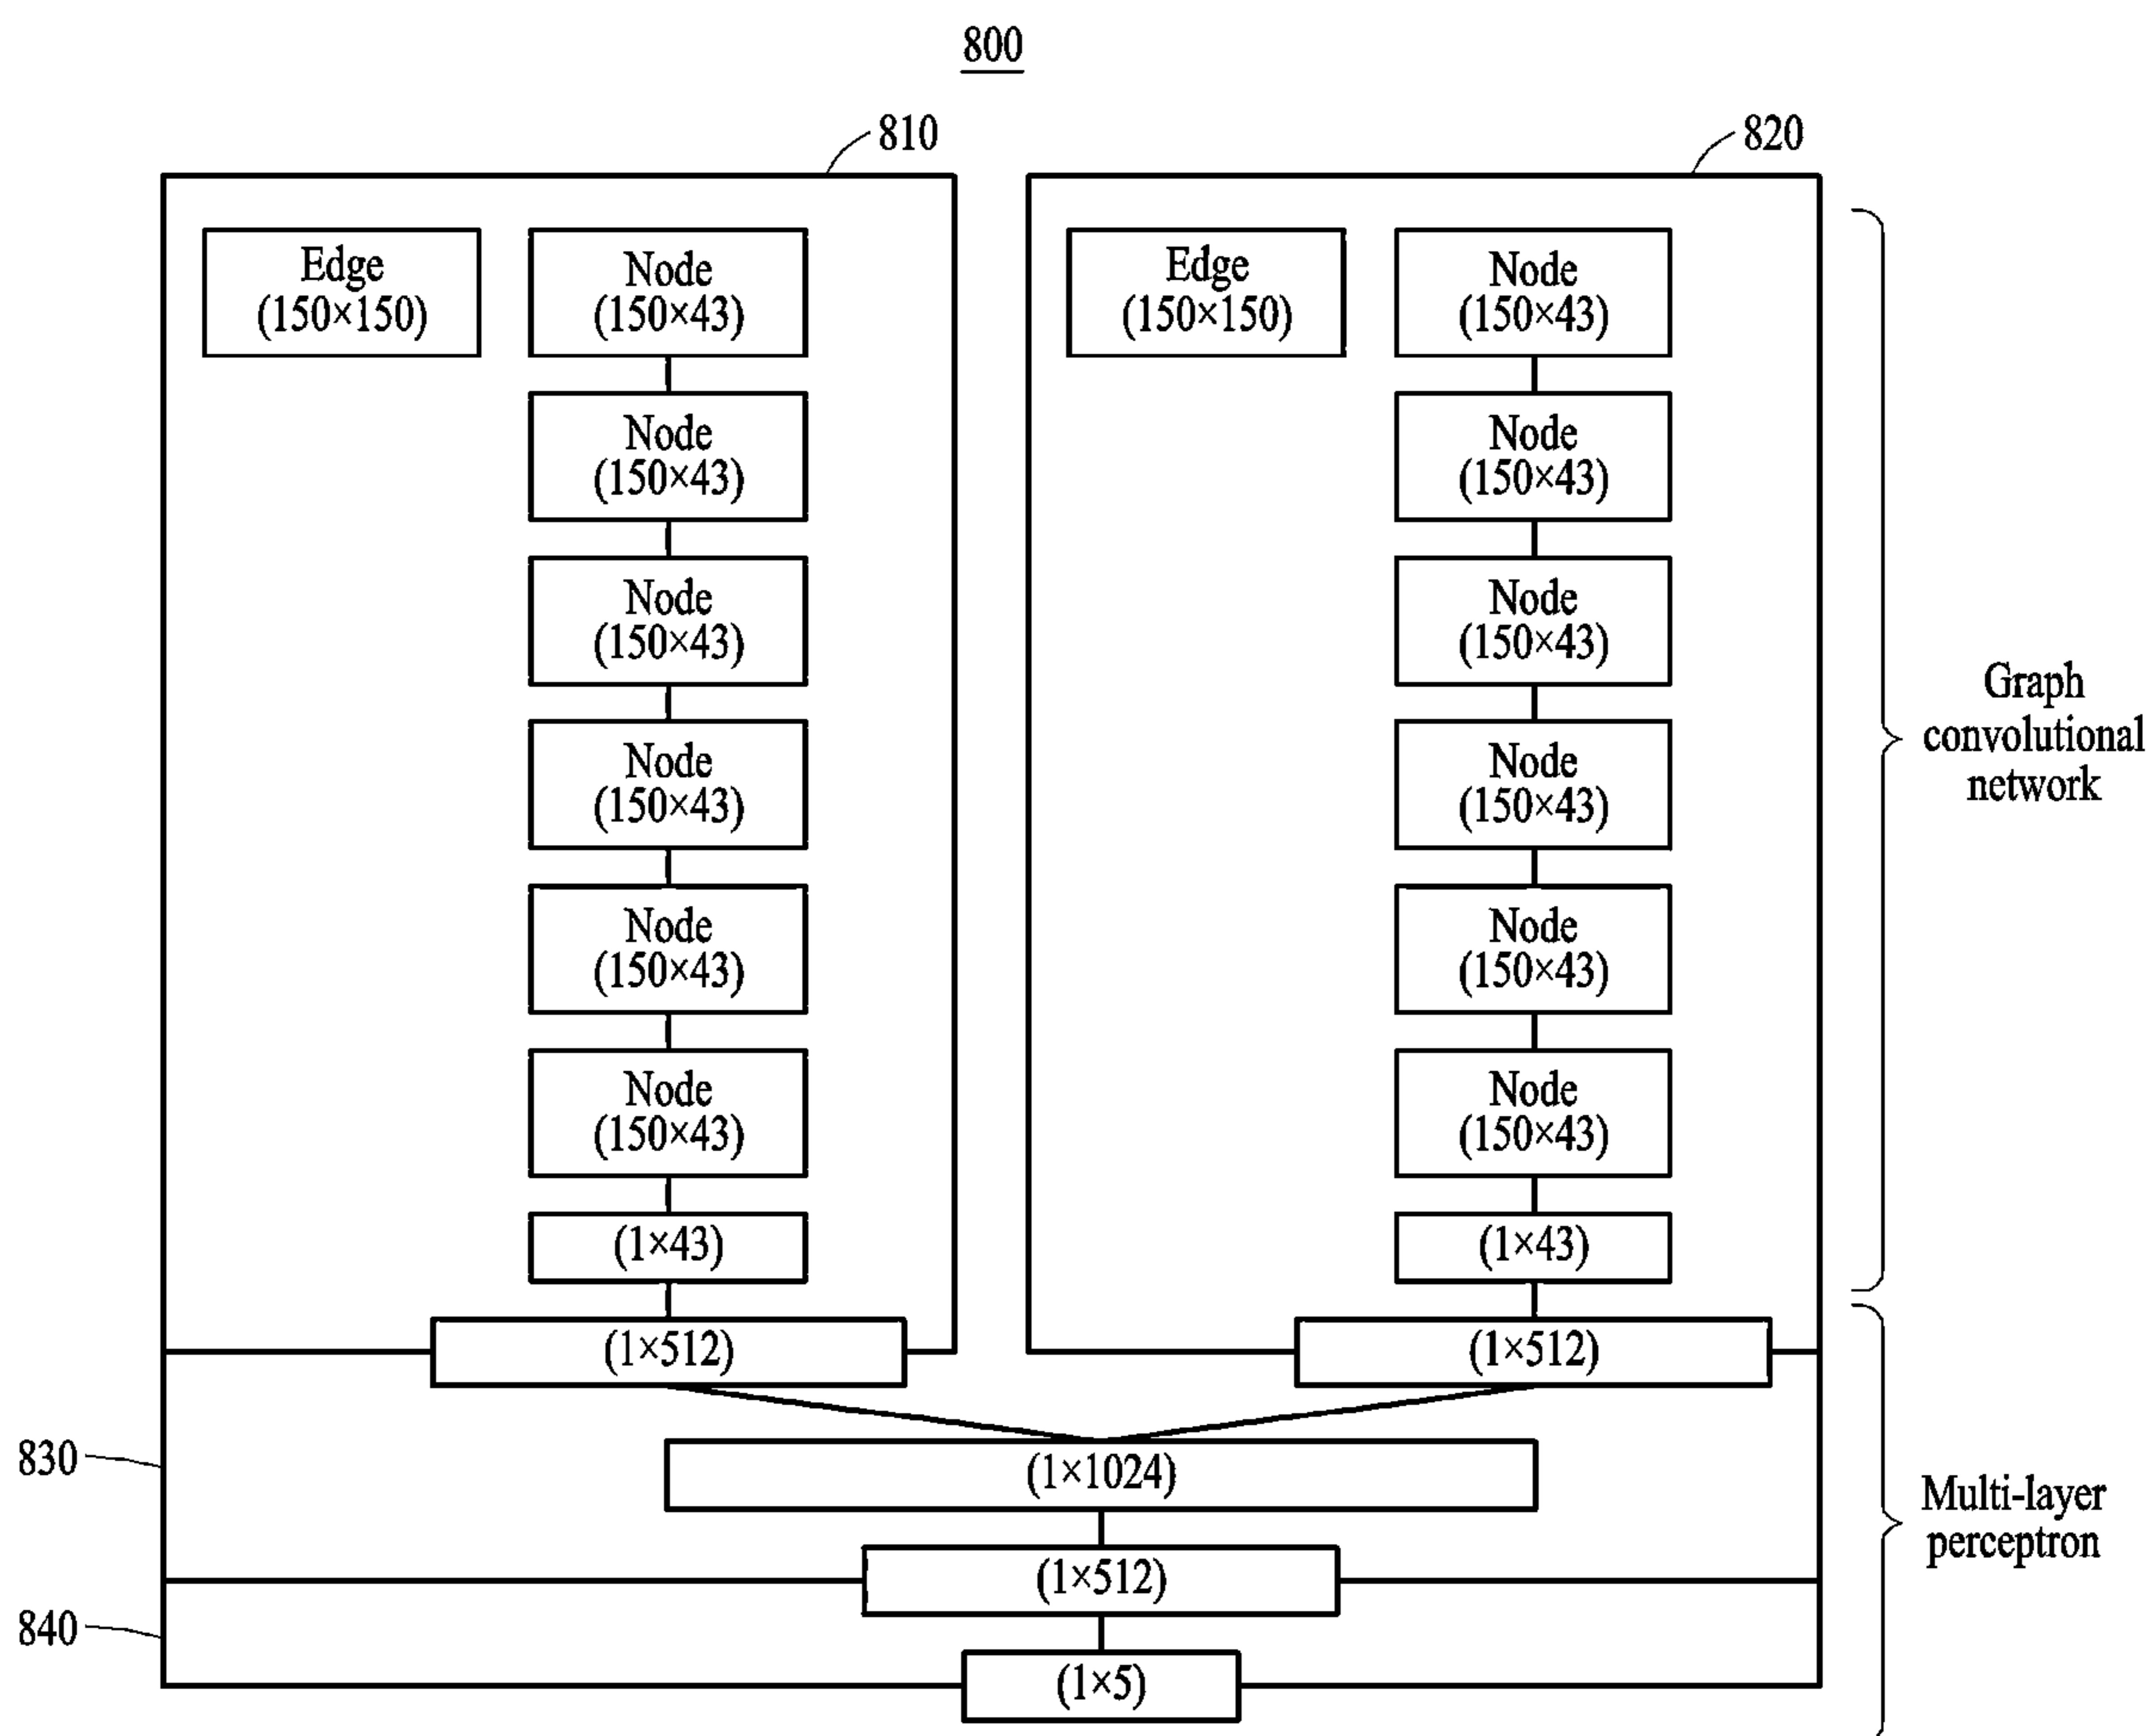 800
810
820
Edge
(150×150)
Node
(150×43)
Node
(150×43)
Node
(150×43)
Node
(150×43)
Node
(150×43)
Node
(150×43)
(1×43)
(1×512)
Edge
(150×150)
Node
(150×43)
Node
(150×43)
Node
(150×43)
Node
(150×43)
Node
(150×43)
Node
(150×43)
(1×43)
(1×512)
Graph
convolutional
network
830
(1×1024)
(1×512)
840
(1×5)
Multi-layer
perceptron